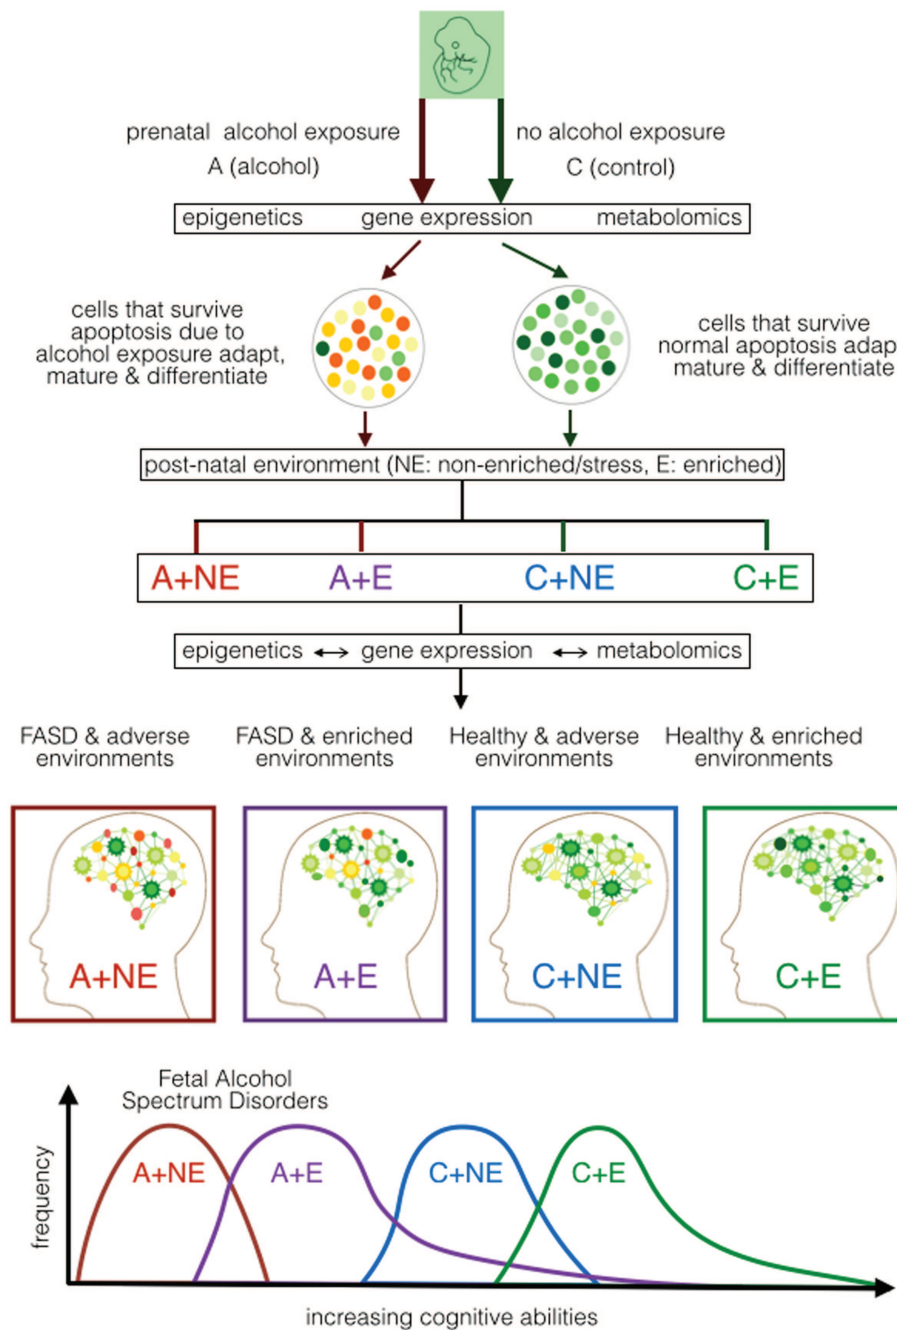 prenatal alcohol exposure
A (alcohol)
no alcohol exposure
C (control)
epigenetics gene expression metabolomics
cells that survive
apoptosis due to
alcohol exposure adapt,
mature & differentiate
cells that survive
normal apoptosis adap
mature & differentiate
post-natal environment (NE: non-enriched/stress, E: enriched)
A+NE A+E C+NE C+E
epigenetics ↔ gene expression ↔ metabolomics
FASD & adverse
environments
FASD & enriched
environments
Healthy & adverse
environments
Healthy & enriched
environments
A+NE
A+E
C+NE
C+E
Fetal Alcohol
Spectrum Disorders
A+NE
A+E
C+NE
C+E
frequency
increasing cognitive abilities